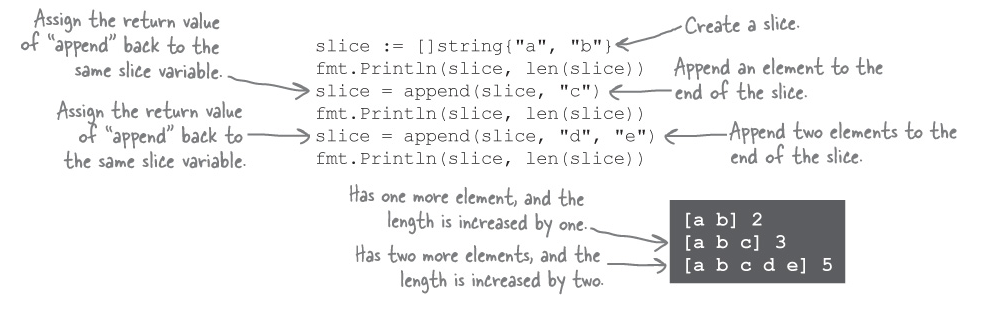 Assign the return value
of "append" back to the
same slice variable.
Assign the return value
of "append" back to
the same slice variable.
slice := []string{"a", "b"}
fmt.Println(slice, len(slice))
slice = append(slice, "c")
fmt.Println(slice, len(slice))
slice = append(slice, "d", "e")
fmt.Println(slice, len(slice))
Create a slice.
Append an element to the
end of the slice.
Append two elements to the
end of the slice.
Has one more element, and the
length is increased by one.
Has two more elements, and the
length is increased by two.
[a b] 2
[a b c] 3
[a b c d e] 5